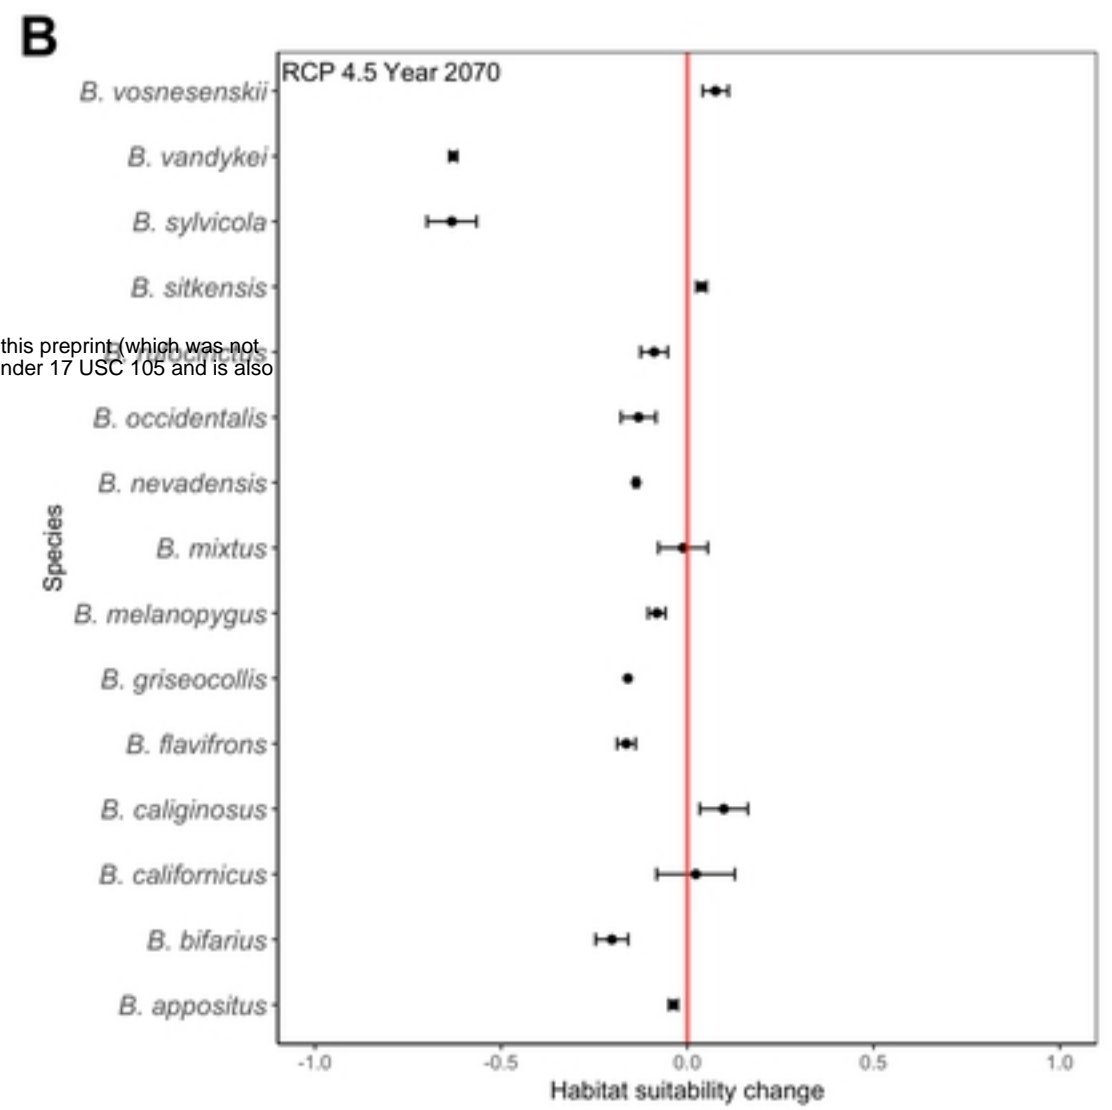 B
RCP 4.5 Year 2070
B. vosnesenskii
B. vandykei
B. sylvicola
B. sitkensis
this preprint (which was not
nder 17 USC 105 and is also
B. rufocinctus
B. occidentalis
B. nevadensis
B. mixtus
B. melanopygus
B. griseocollis
B. flavifrons
B. caliginosus
B. californicus
B. bifarius
B. appositus
Species
-1.0 -0.5 0.0 0.5 1.0
Habitat suitability change